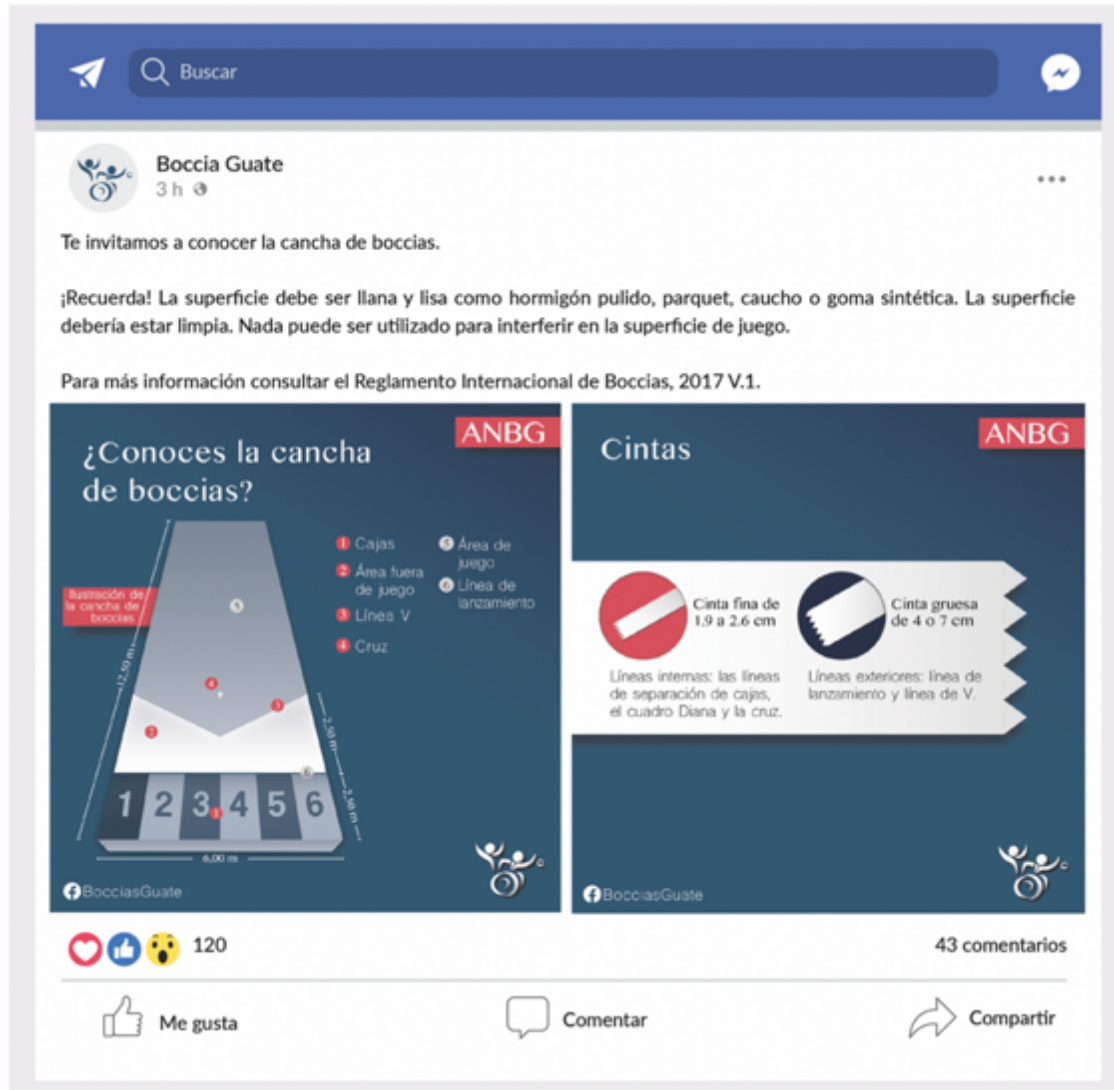 Buscar
Boccia Guate
3 h
Te invitamos a conocer la cancha de boccias.
¡Recuerda! La superficie debe ser llana y lisa como hormigón pulido, parquet, caucho o goma sintética. La superficie
debería estar limpia. Nada puede ser utilizado para interferir en la superficie de juego.
Para más información consultar el Reglamento Internacional de Boccias, 2017 V.1.
ANBG
¿Conoces la cancha
de boccias?
1 Cajas
2 Área fuera
de juego
3 Línea V
4 Cruz
5 Área de
juego
6 Línea de
lanzamiento
Ilustración de
la cancha de
boccias
12,50 m
5
4
3
2
6
1
2,50 m
2,50 m
1 2 3 4 5 6
6,00 m
BocciasGuate
ANBG
Cintas
Cinta fina de
1.9 a 2.6 cm
Líneas internas: las líneas
de separación de cajas,
el cuadro Diana y la cruz.
Cinta gruesa
de 4 o 7 cm
Líneas exteriores: línea de
lanzamiento y línea de V.
BocciasGuate
120
43 comentarios
Me gusta
Comentar
Compartir